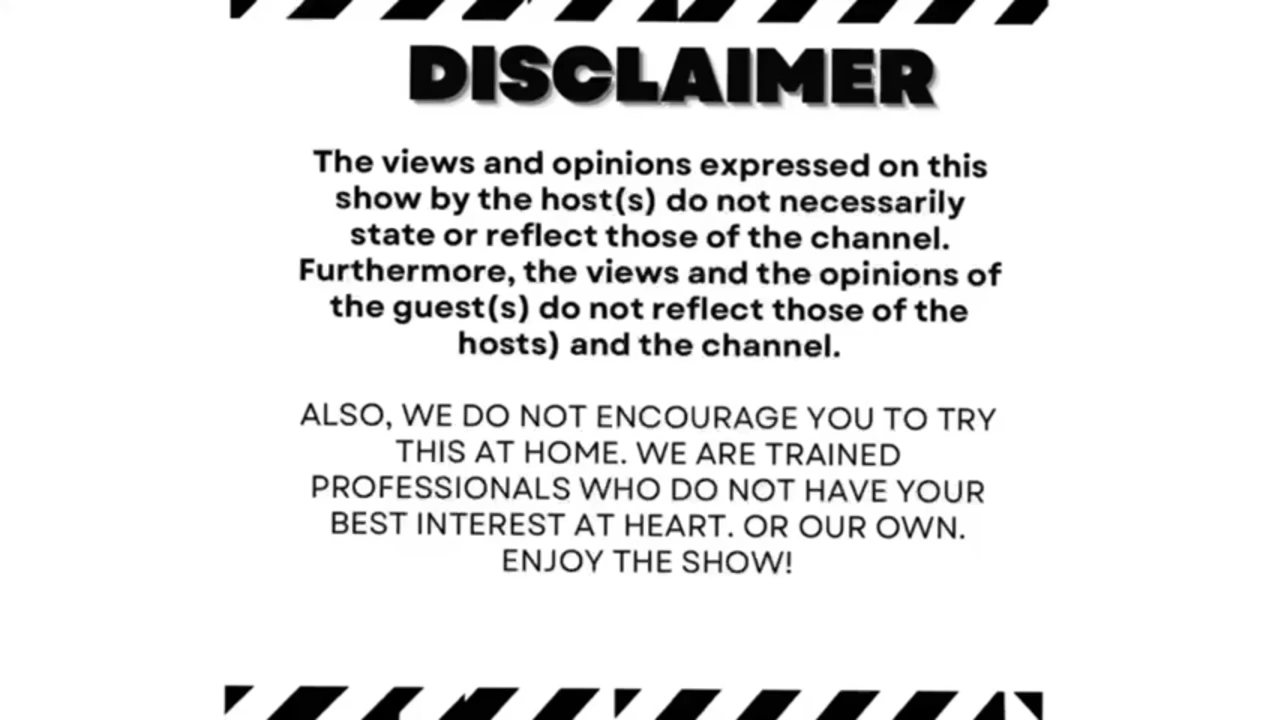 DISCLAIMER
The views and opinions expressed on this
show by the host(s) do not necessarily
state or reflect those of the channel.
Furthermore, the views and the opinions of
the guest(s) do not reflect those of the
hosts) and the channel.
ALSO, WE DO NOT ENCOURAGE YOU TO TRY
THIS AT HOME. WE ARE TRAINED
PROFESSIONALS WHO DO NOT HAVE YOUR
BEST INTEREST AT HEART. OR OUR OWN.
ENJOY THE SHOW!